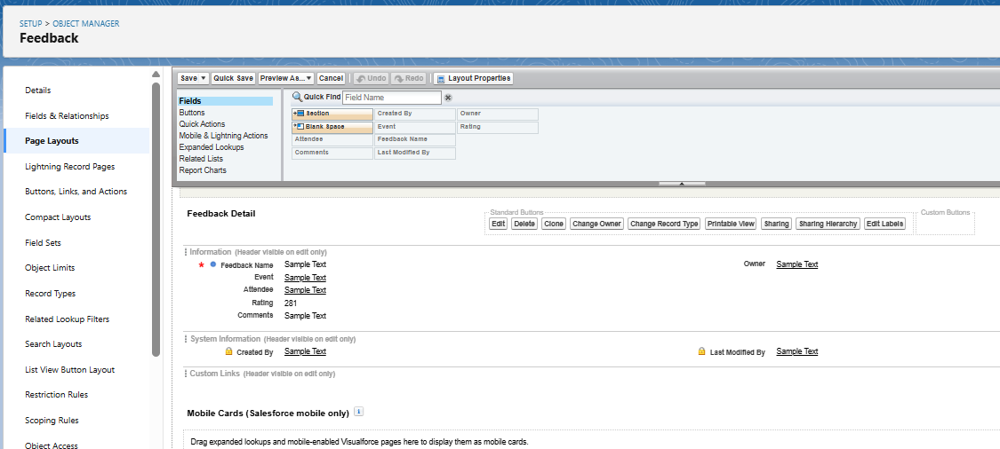 SETUP > OBJECT MANAGER
Feedback
Details
Fields & Relationships
Page Layouts
Lightning Record Pages
Buttons, Links, and Actions
Compact Layouts
Field Sets
Object Limits
Record Types
Related Lookup Filters
Search Layouts
List View Button Layout
Restriction Rules
Scoping Rules
Object Access
Save Quick Save Preview As... Cancel Undo Redo Layout Properties
Fields
Buttons
Quick Actions
Mobile & Lightning Actions
Expanded Lookups
Related Lists
Report Charts
Quick Find Field Name
Section Created By Owner
Blank Space Event Rating
Attendee Feedback Name
Comments Last Modified By
Feedback Detail
Standard Buttons
Edit Delete Clone Change Owner Change Record Type Printable View Sharing Sharing Hierarchy Edit Labels
Custom Buttons
Information (Header visible on edit only)
* Feedback Name Sample Text Owner Sample Text
Event Sample Text
Attendee Sample Text
Rating 281
Comments Sample Text
System Information (Header visible on edit only)
Created By Sample Text Last Modified By Sample Text
Custom Links (Header visible on edit only)
Mobile Cards (Salesforce mobile only) i
Drag expanded lookups and mobile-enabled Visualforce pages here to display them as mobile cards.